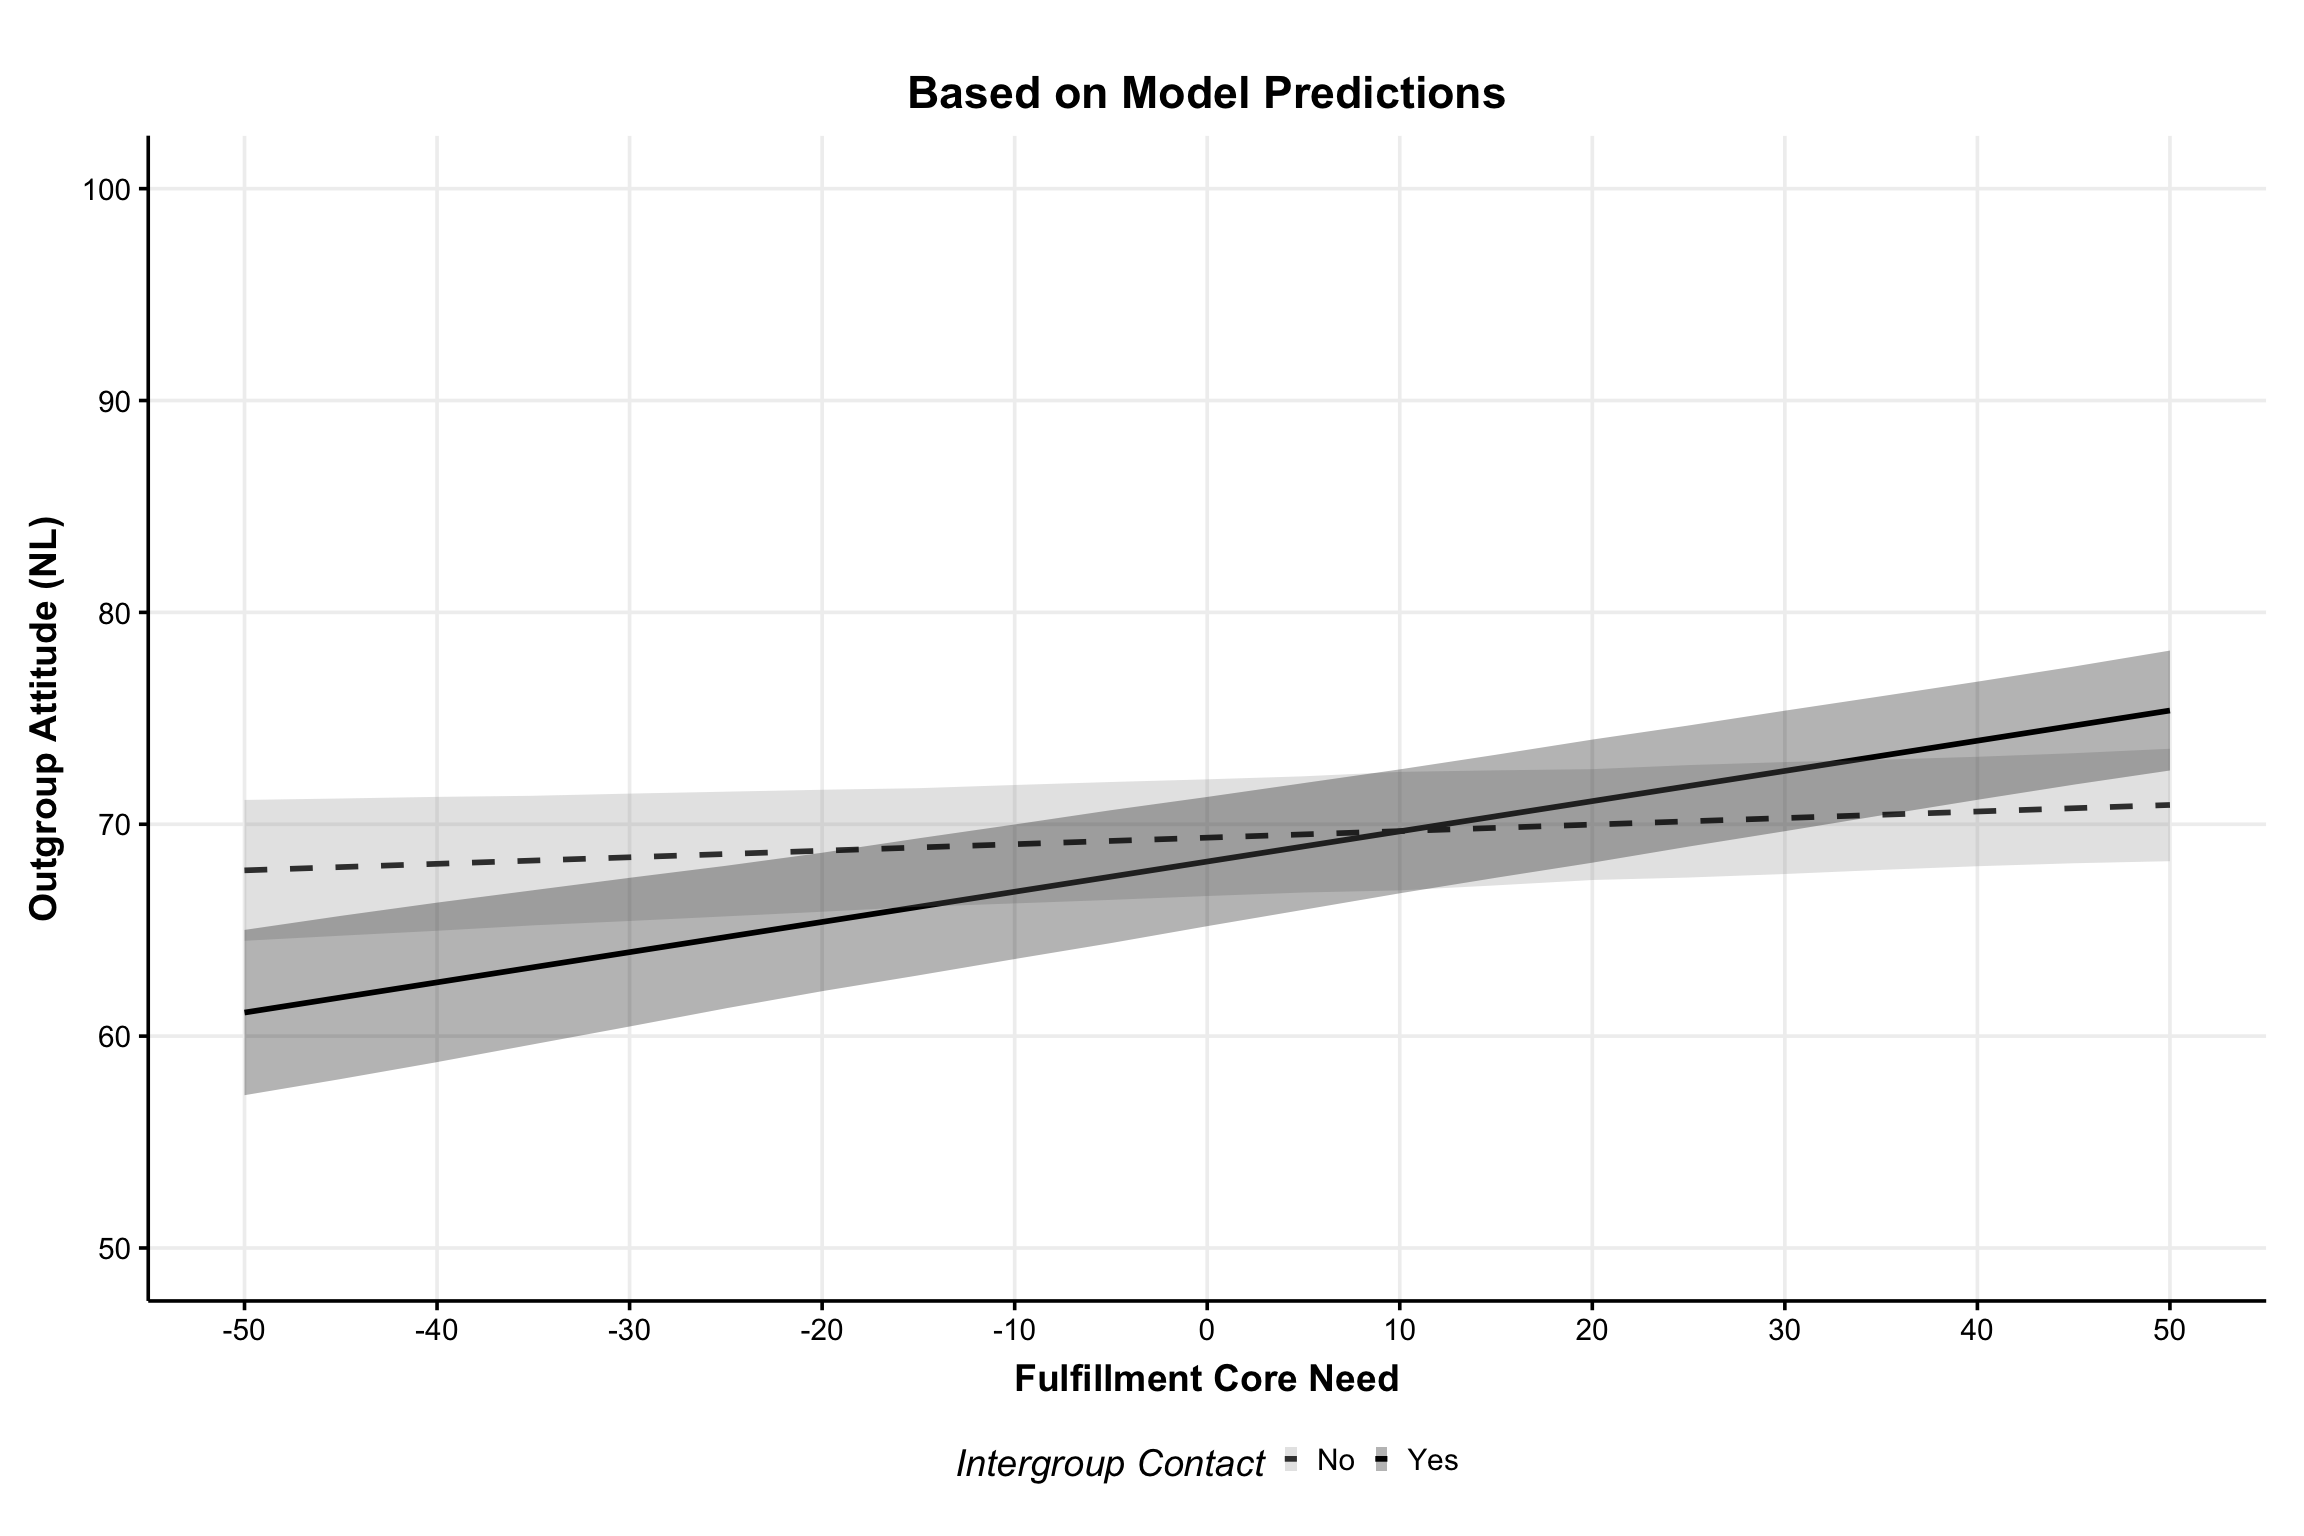 Based on Model Predictions
100
90
80
70
60
50
Outgroup Attitude (NL)
-50 -40 -30 -20 -10 0 10 20 30 40 50
Fulfillment Core Need
Intergroup Contact No Yes